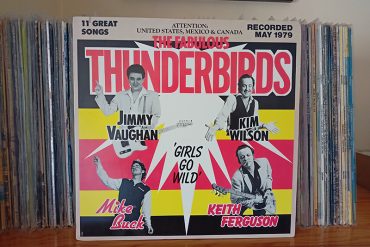 11 GREAT
SONGS
ATTENTION:
UNITED STATES, MEXICO & CANADA
RECORDED
MAY 1979
THE FABULOUS
THUNDERBIRDS
JIMMY
VAUGHAN
KIM
WILSON
'GIRLS
GO
WILD'
Mike
Buck
KEITH
FERGUSON